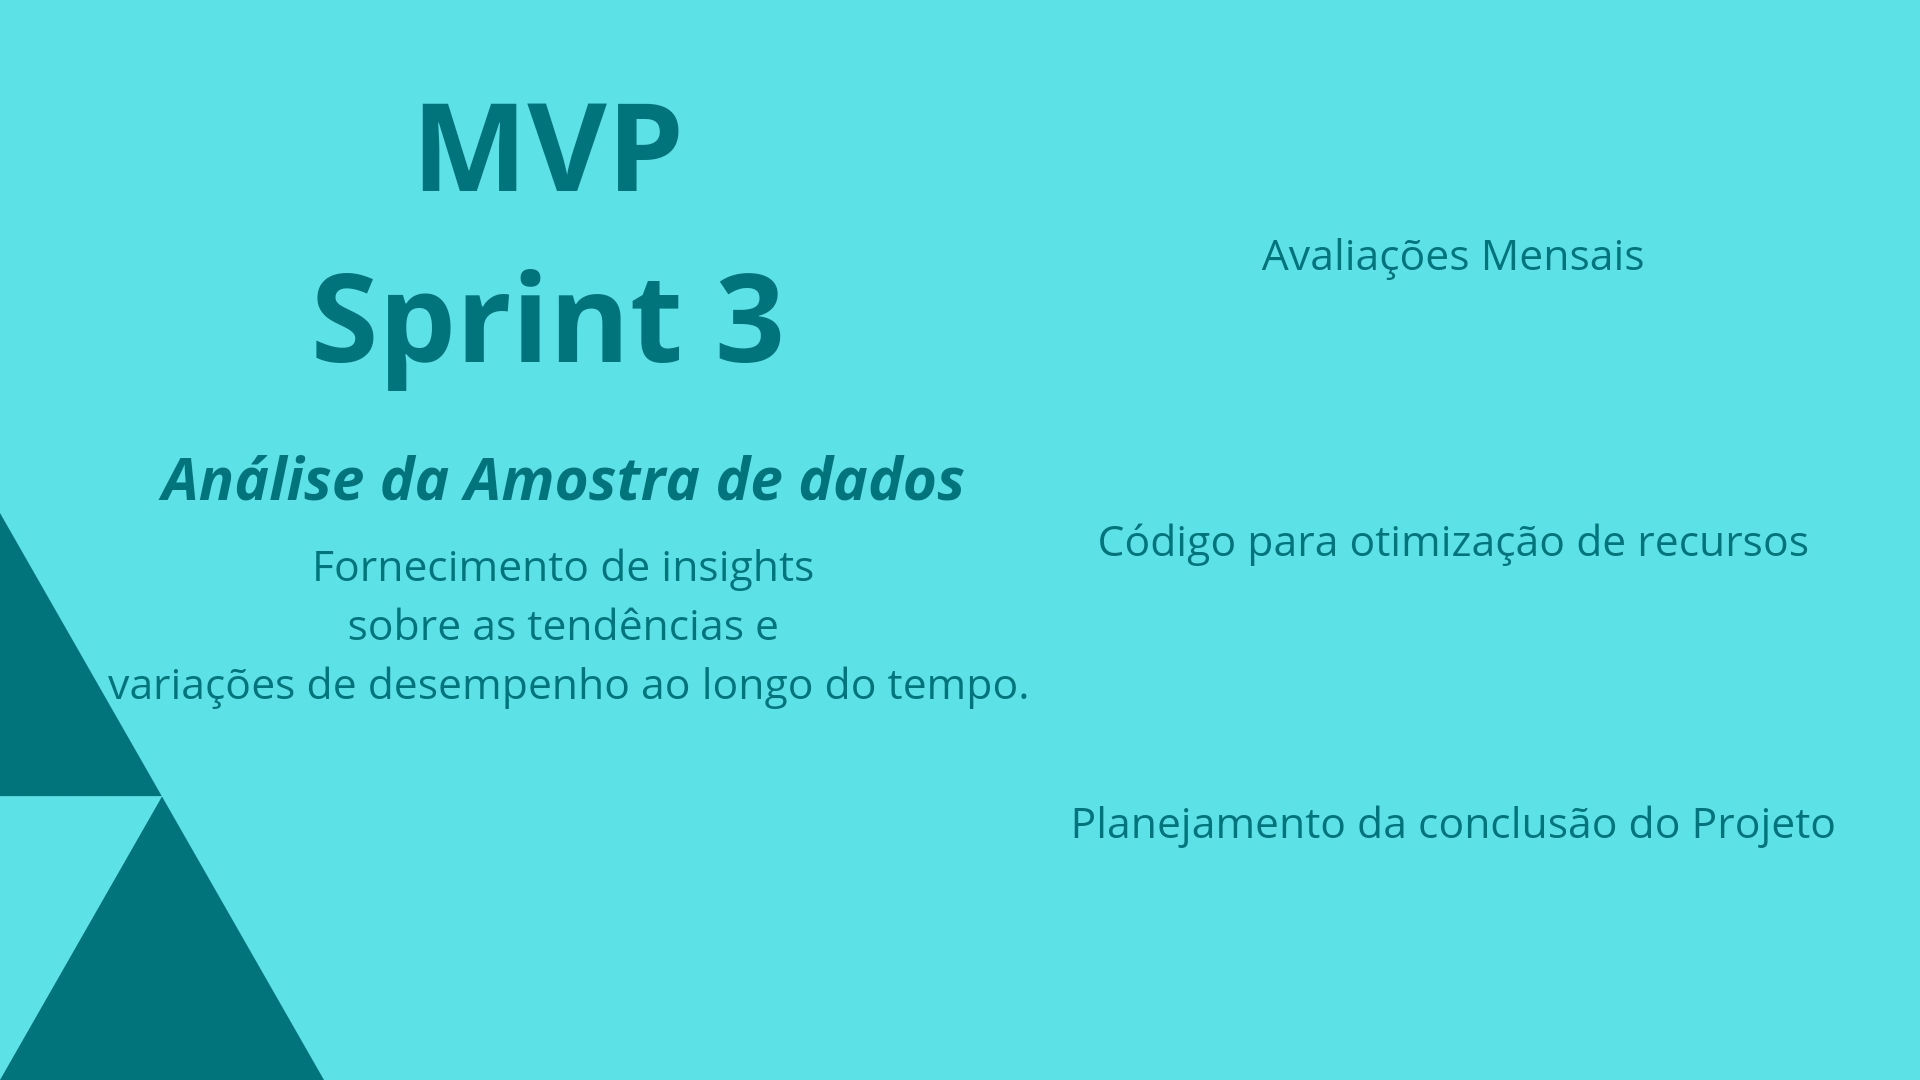 MVP
Sprint 3
Análise da Amostra de dados
Fornecimento de insights
sobre as tendências e
variações de desempenho ao longo do tempo.
Avaliações Mensais
Código para otimização de recursos
Planejamento da conclusão do Projeto